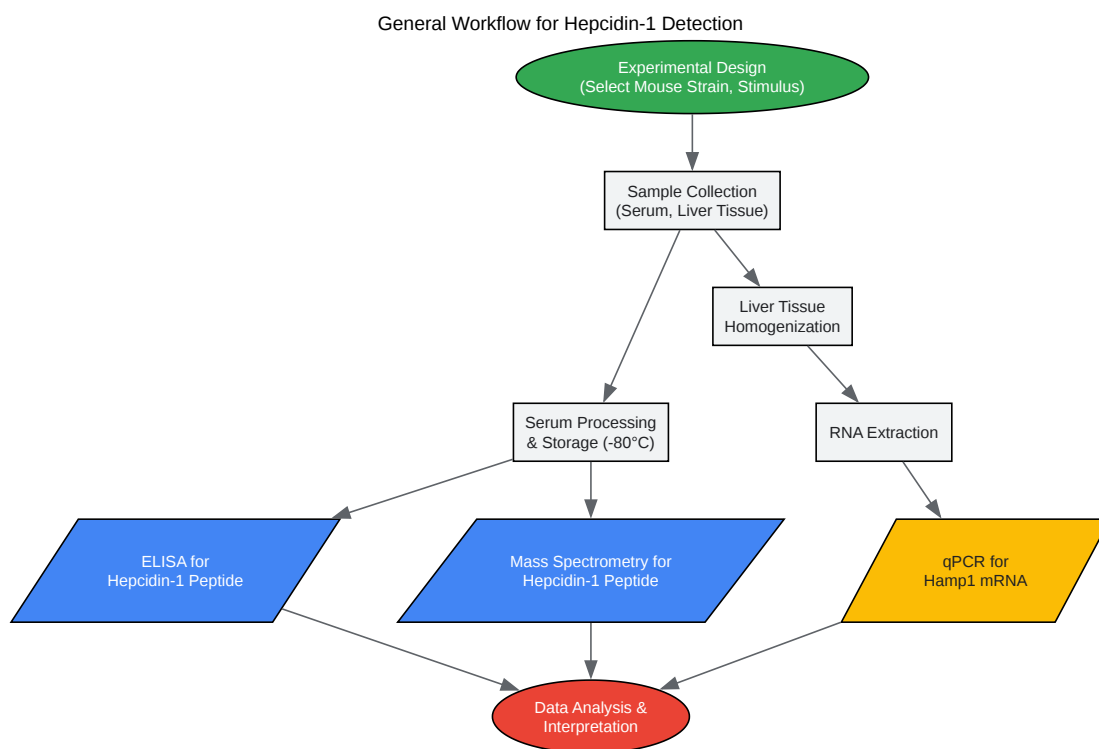 General Workflow for Hepcidin-1 Detection
Experimental Design
(Select Mouse Strain, Stimulus)
Sample Collection
(Serum, Liver Tissue)
Liver Tissue
Homogenization
Serum Processing
& Storage (-80°C)
RNA Extraction
ELISA for
Hepcidin-1 Peptide
Mass Spectrometry for
Hepcidin-1 Peptide
qPCR for
Hamp1 mRNA
Data Analysis &
Interpretation